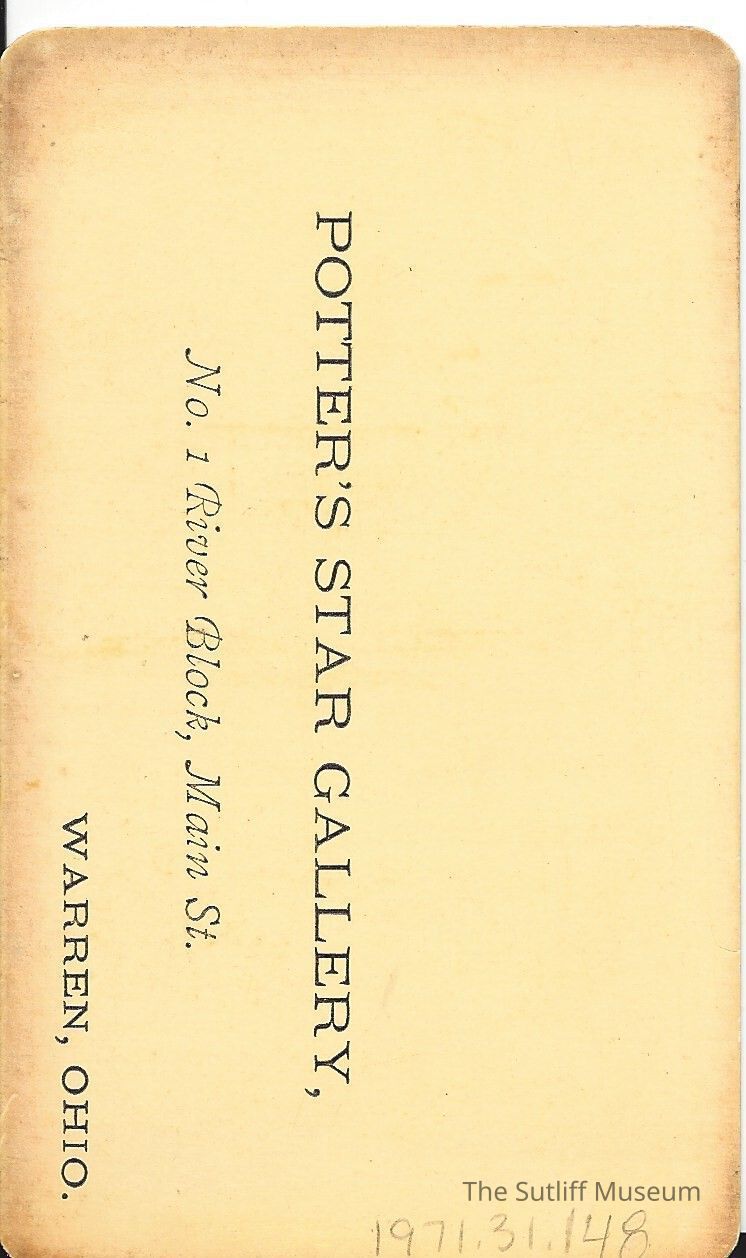 POTTER'S STAR GALLERY,
No. 1 River Block, Main St.
WARREN, OHIO.
The Sutliff Museum
1971.31.148